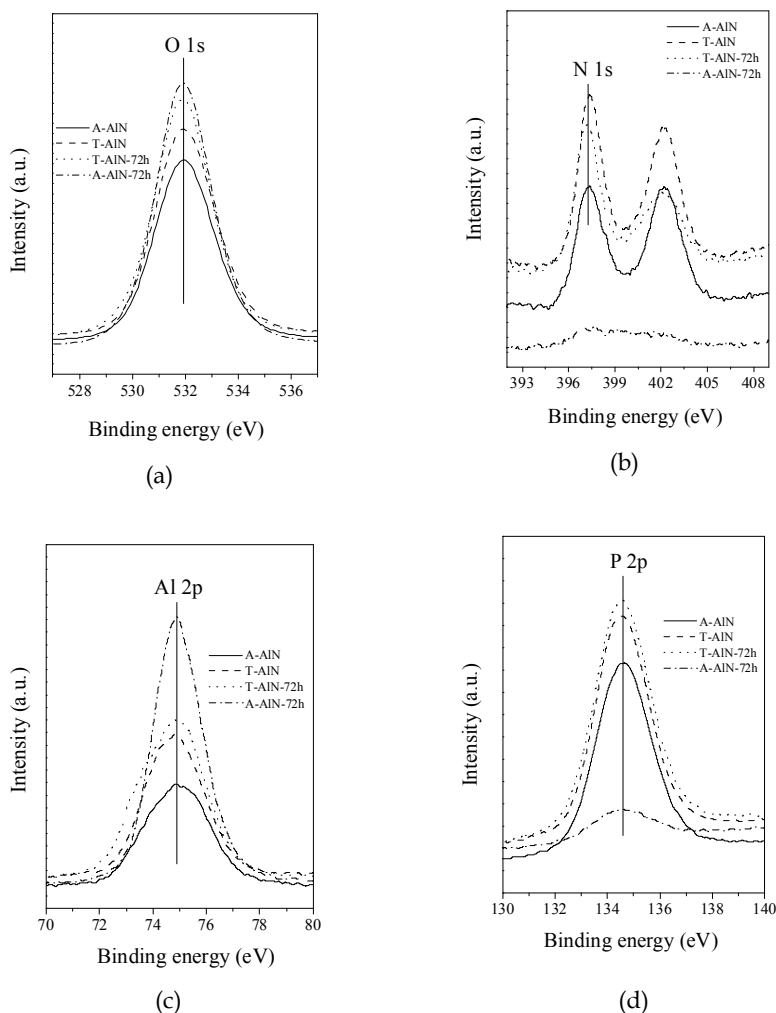 O 1s
A-AlN
T-AlN
T-AlN-72h
A-AlN-72h
Intensity (a.u.)
528 530 532 534 536
Binding energy (eV)
(a)
N 1s
A-AlN
T-AlN
T-AlN-72h
A-AlN-72h
Intensity (a.u.)
393 396 399 402 405 408
Binding energy (eV)
(b)
Al 2p
A-AlN
T-AlN
T-AlN-72h
A-AlN-72h
Intensity (a.u.)
70 72 74 76 78 80
Binding energy (eV)
(c)
P 2p
A-AlN
T-AlN
T-AlN-72h
A-AlN-72h
Intensity (a.u.)
130 132 134 136 138 140
Binding energy (eV)
(d)